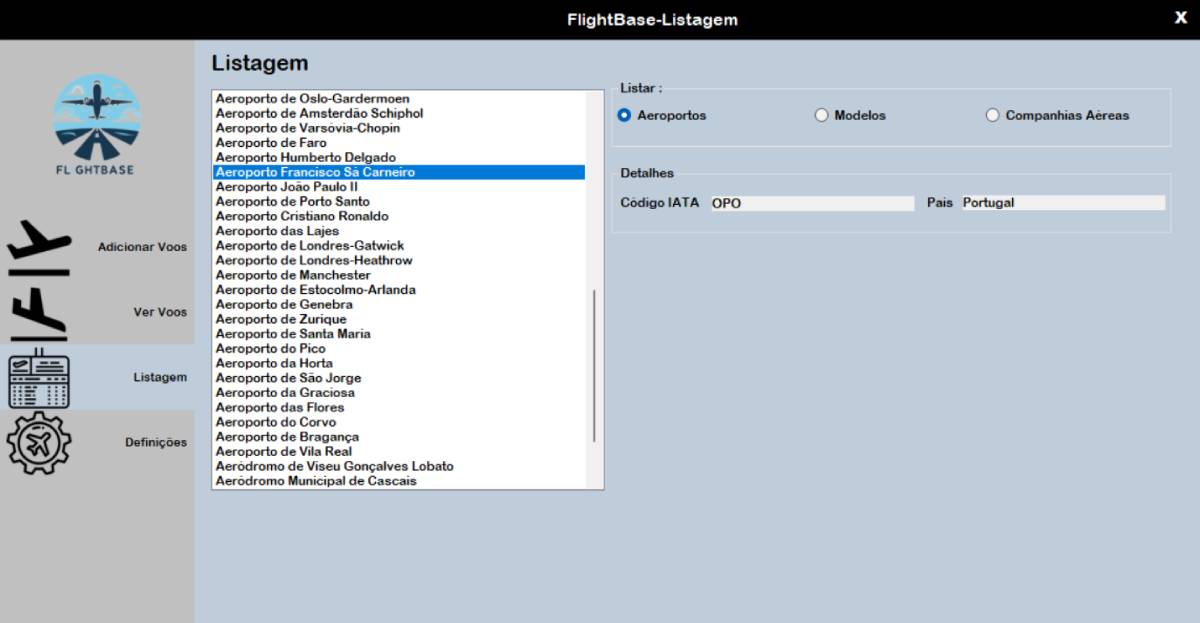 FlightBase-Listagem
X
FL GHTBASE
Adicionar Voos
Ver Voos
Listagem
Definições
Listagem
Aeroporto de Oslo-Gardermoen
Aeroporto de Amsterdão Schiphol
Aeroporto de Varsóvia-Chopin
Aeroporto de Faro
Aeroporto Humberto Delgado
Aeroporto Francisco Sá Carneiro
Aeroporto João Paulo II
Aeroporto de Porto Santo
Aeroporto Cristiano Ronaldo
Aeroporto das Lajes
Aeroporto de Londres-Gatwick
Aeroporto de Londres-Heathrow
Aeroporto de Manchester
Aeroporto de Estocolmo-Arlanda
Aeroporto de Genebra
Aeroporto de Zurique
Aeroporto de Santa Maria
Aeroporto do Pico
Aeroporto da Horta
Aeroporto de São Jorge
Aeroporto da Graciosa
Aeroporto das Flores
Aeroporto do Corvo
Aeroporto de Bragança
Aeroporto de Vila Real
Aeródromo de Viseu Gonçalves Lobato
Aeródromo Municipal de Cascais
Listar :
Aeroportos Modelos Companhias Aéreas
Detalhes
Código IATA OPO País Portugal